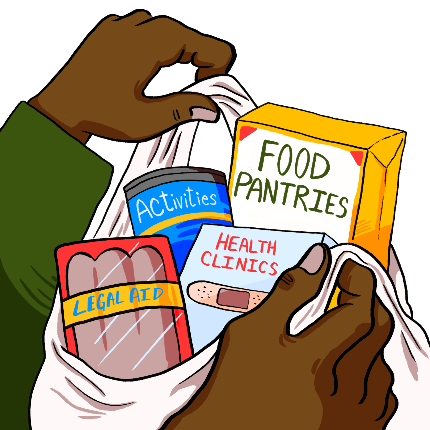 FOOD
PANTRIES
Activities
HEALTH
CLINICS
LEGAL AID